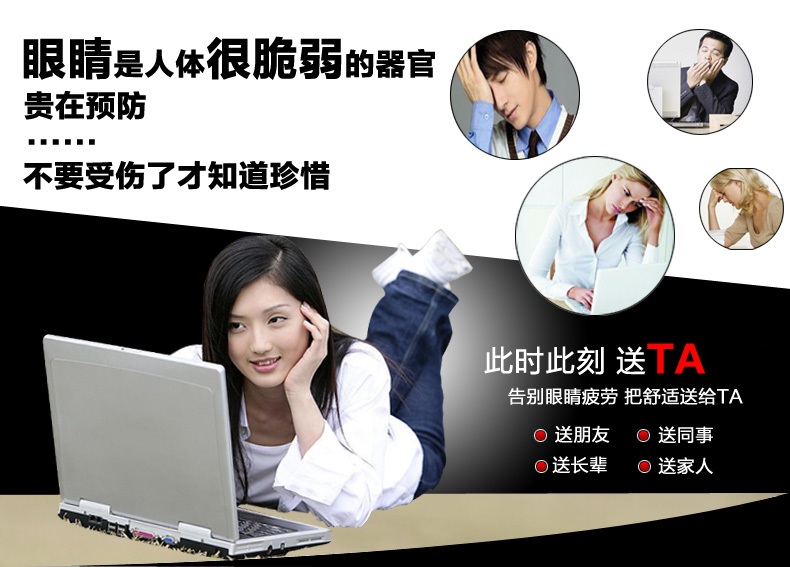 眼睛是人体很脆弱的器官
贵在预防
······
不要受伤了才知道珍惜
此时此刻 送TA
告别眼睛疲劳 把舒适送给TA
送朋友
送同事
送长辈
送家人